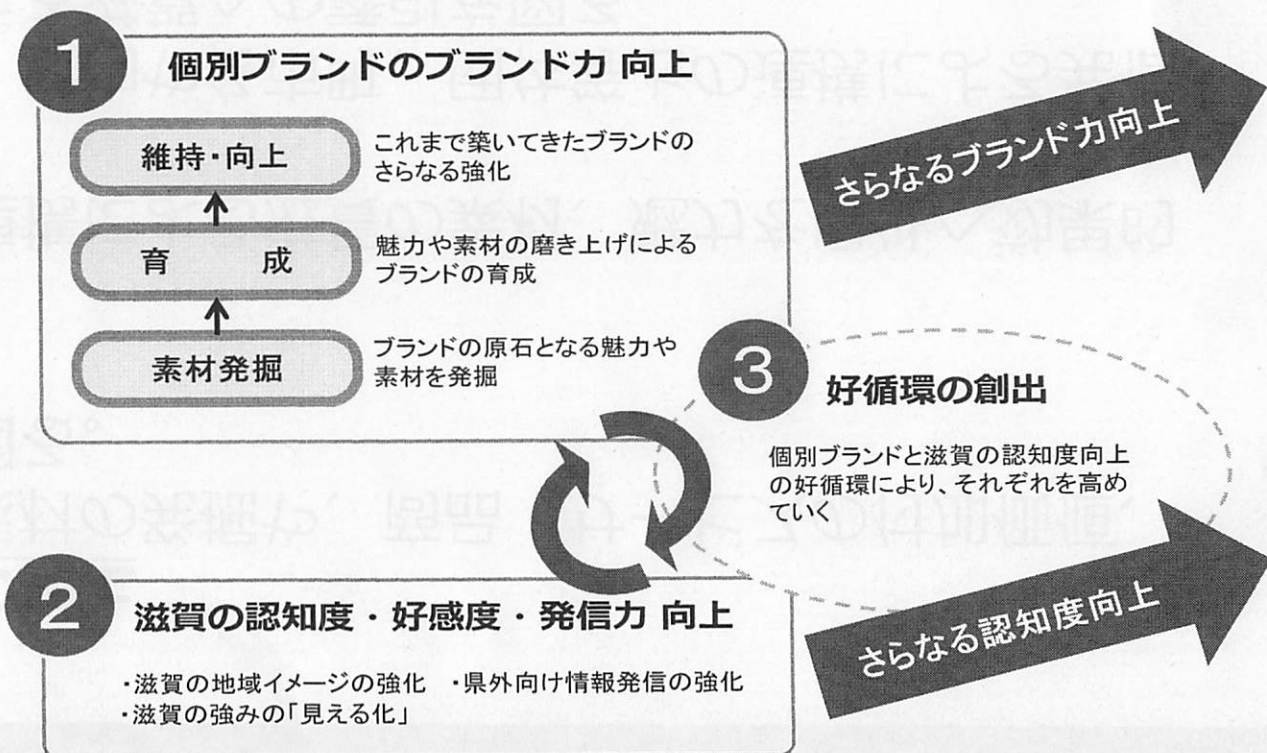 1
個別ブランドのブランド力 向上
維持・向上
これまで築いてきたブランドの
さらなる強化
育 成
魅力や素材の磨き上げによる
ブランドの育成
素材発掘
ブランドの原石となる魅力や
素材を発掘
さらなるブランド力向上
3
好循環の創出
個別ブランドと滋賀の認知度向上
の好循環により、それぞれを高め
ていく
2
滋賀の認知度・好感度・発信力 向上
・滋賀の地域イメージの強化 ・県外向け情報発信の強化
・滋賀の強みの「見える化」
さらなる認知度向上